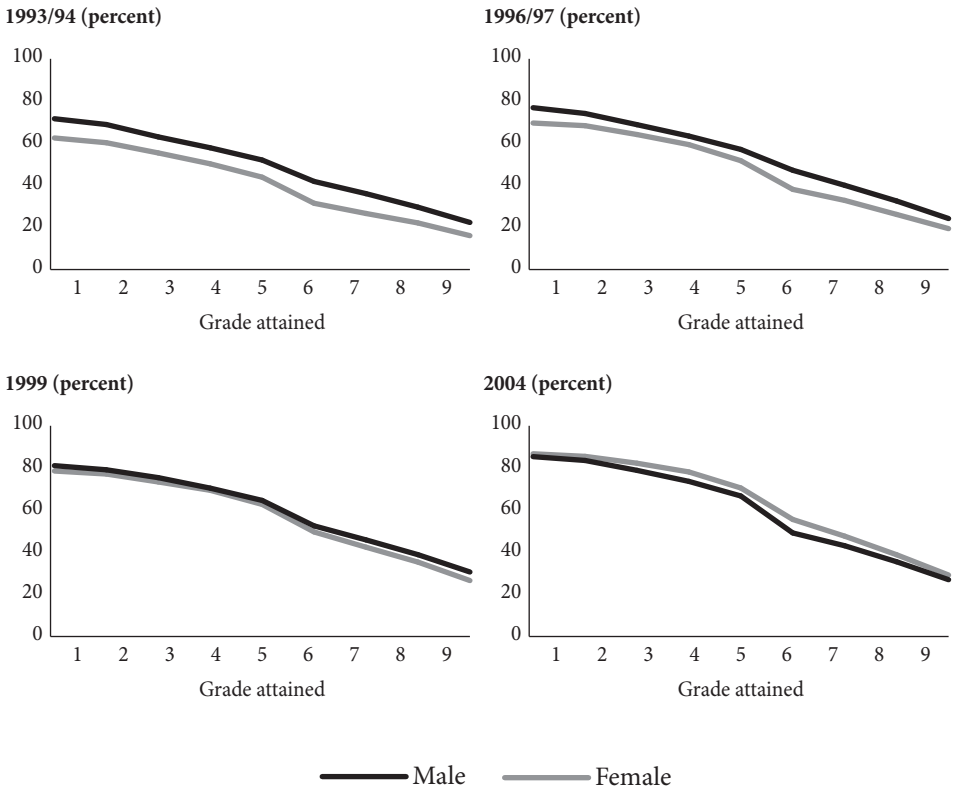 1993/94 (percent)
100
80
60
40
20
0
1 2 3 4 5 6 7 8 9
Grade attained
1996/97 (percent)
100
80
60
40
20
0
1 2 3 4 5 6 7 8 9
Grade attained
1999 (percent)
100
80
60
40
20
0
1 2 3 4 5 6 7 8 9
Grade attained
2004 (percent)
100
80
60
40
20
0
1 2 3 4 5 6 7 8 9
Grade attained
Male Female